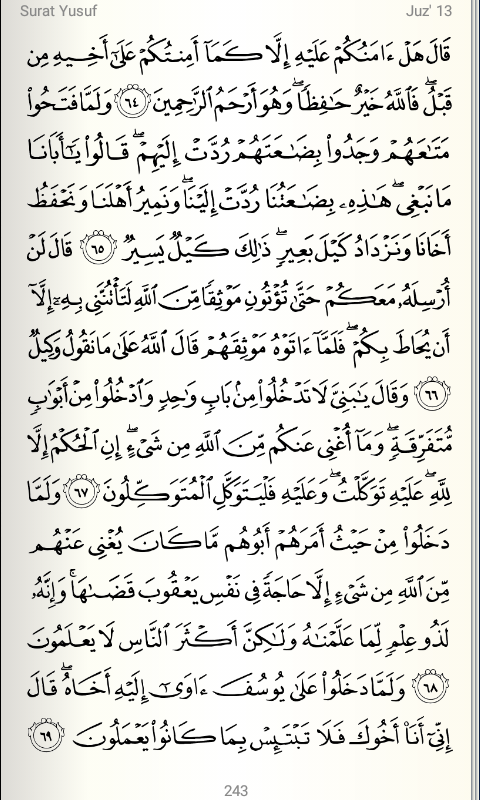 Surat Yusuf Juz' 13
قَالَ هَلْ ءَامَنُكُمْ عَلَيْهِ إِلَّا كَمَآ أَمِنتُكُمْ عَلَىٰٓ أَخِيهِ مِن
قَبْلُ ۖ فَٱللَّهُ خَيْرٌ حَـٰفِظًا ۖ وَهُوَ أَرْحَمُ ٱلرَّٰحِمِينَ ٦٤ وَلَمَّا فَتَحُوا۟
مَتَـٰعَهُمْ وَجَدُوا۟ بِضَـٰعَتَهُمْ رُدَّتْ إِلَيْهِمْ ۖ قَالُوا۟ يَـٰٓأَبَانَا
مَا نَبْغِى ۖ هَـٰذِهِۦ بِضَـٰعَتُنَا رُدَّتْ إِلَيْنَا ۖ وَنَمِيرُ أَهْلَنَا وَنَحْفَظُ
أَخَانَا وَنَزْدَادُ كَيْلَ بَعِيرٍ ۖ ذَٰلِكَ كَيْلٌ يَسِيرٌ ٦٥ قَالَ لَنْ
أُرْسِلَهُۥ مَعَكُمْ حَتَّىٰ تُؤْتُونِ مَوْثِقًا مِّنَ ٱللَّهِ لَتَأْتُنَّنِى بِهِۦٓ إِلَّآ
أَن يُحَاطَ بِكُمْ ۖ فَلَمَّآ ءَاتَوْهُ مَوْثِقَهُمْ قَالَ ٱللَّهُ عَلَىٰ مَا نَقُولُ وَكِيلٌ
٦٦ وَقَالَ يَـٰبَنِىَّ لَا تَدْخُلُوا۟ مِنۢ بَابٍ وَٰحِدٍ وَٱدْخُلُوا۟ مِنْ أَبْوَٰبٍ
مُّتَفَرِّقَةٍ ۖ وَمَآ أُغْنِى عَنكُم مِّنَ ٱللَّهِ مِن شَىْءٍ ۖ إِنِ ٱلْحُكْمُ إِلَّا
لِلَّهِ ۖ عَلَيْهِ تَوَكَّلْتُ ۖ وَعَلَيْهِ فَلْيَتَوَكَّلِ ٱلْمُتَوَكِّلُونَ ٦٧ وَلَمَّا
دَخَلُوا۟ مِنْ حَيْثُ أَمَرَهُمْ أَبُوهُم مَّا كَانَ يُغْنِى عَنْهُم
مِّنَ ٱللَّهِ مِن شَىْءٍ إِلَّا حَاجَةً فِى نَفْسِ يَعْقُوبَ قَضَىٰهَا ۚ وَإِنَّهُۥ
لَذُو عِلْمٍ لِّمَا عَلَّمْنَـٰهُ وَلَـٰكِنَّ أَكْثَرَ ٱلنَّاسِ لَا يَعْلَمُونَ
٦٨ وَلَمَّا دَخَلُوا۟ عَلَىٰ يُوسُفَ ءَاوَىٰٓ إِلَيْهِ أَخَاهُ ۖ قَالَ
إِنِّىٓ أَنَا۠ أَخُوكَ فَلَا تَبْتَئِسْ بِمَا كَانُوا۟ يَعْمَلُونَ ٦٩
243